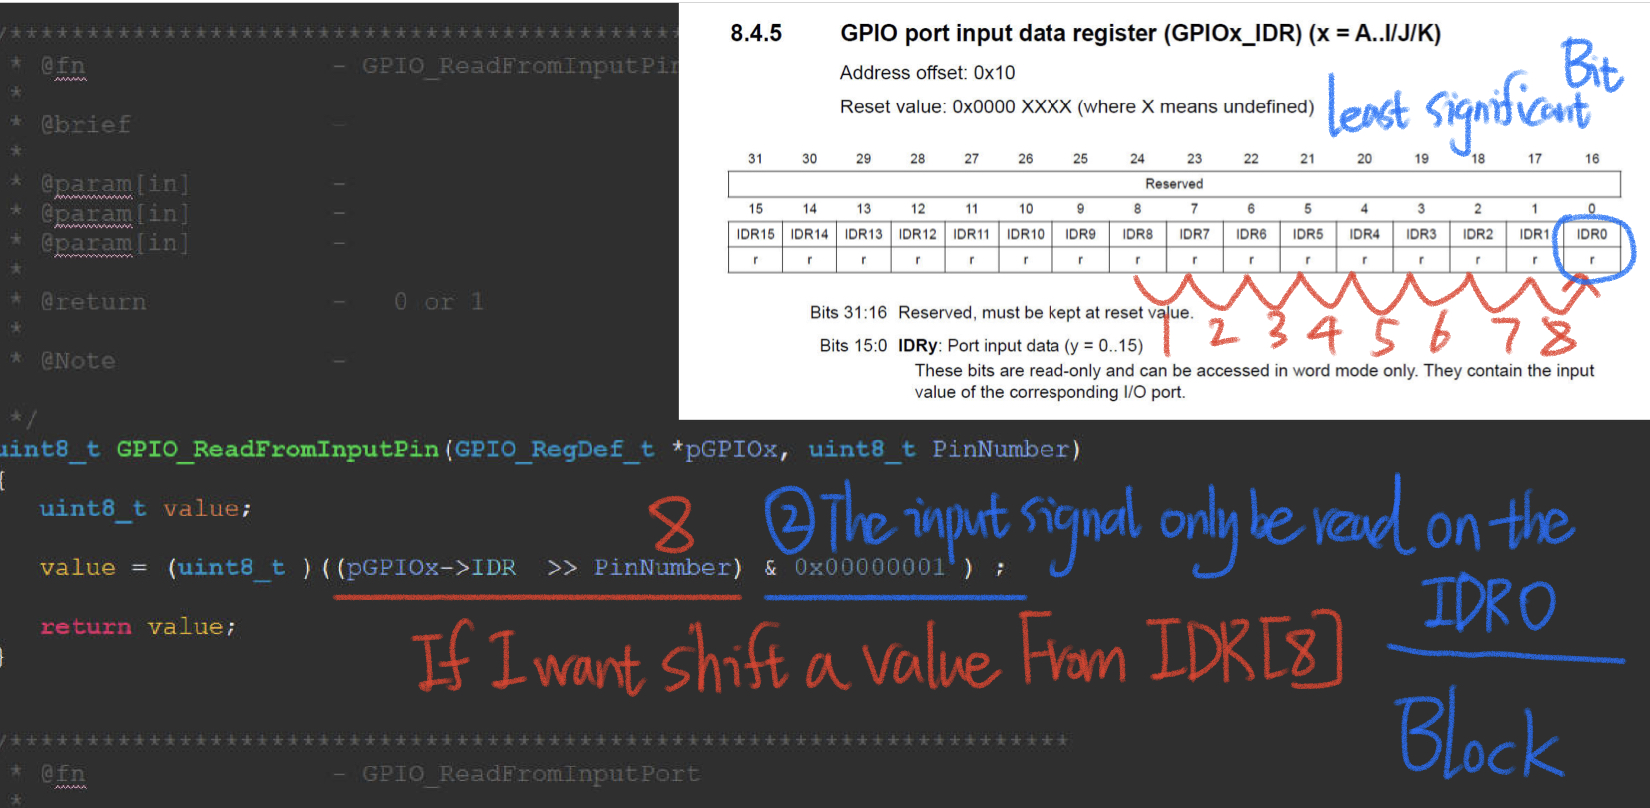 /*******************************************
* @fn - GPIO_ReadFromInputPin
*
* @brief -
*
* @param[in] -
* @param[in] -
* @param[in] -
*
* @return - 0 or 1
*
* @Note -
*/
8.4.5 GPIO port input data register (GPIOx_IDR) (x = A..I/J/K)
Address offset: 0x10
Reset value: 0x0000 XXXX (where X means undefined)
least significant Bit
31 30 29 28 27 26 25 24 23 22 21 20 19 18 17 16
Reserved
15 14 13 12 11 10 9 8 7 6 5 4 3 2 1 0
IDR15 IDR14 IDR13 IDR12 IDR11 IDR10 IDR9 IDR8 IDR7 IDR6 IDR5 IDR4 IDR3 IDR2 IDR1 IDR0
r r r r r r r r r r r r r r r r
1 2 3 4 5 6 7 8
Bits 31:16 Reserved, must be kept at reset value.
Bits 15:0 IDRy: Port input data (y = 0..15)
These bits are read-only and can be accessed in word mode only. They contain the input
value of the corresponding I/O port.
uint8_t GPIO_ReadFromInputPin(GPIO_RegDef_t *pGPIOx, uint8_t PinNumber)
{
uint8_t value;
8
② The input signal only be read on the
IDR0
Block
value = (uint8_t )((pGPIOx->IDR >> PinNumber) & 0x00000001 ) ;
If I want shift a value From IDR[8]
return value;
}
/*********************************************************************
* @fn - GPIO_ReadFromInputPort
*